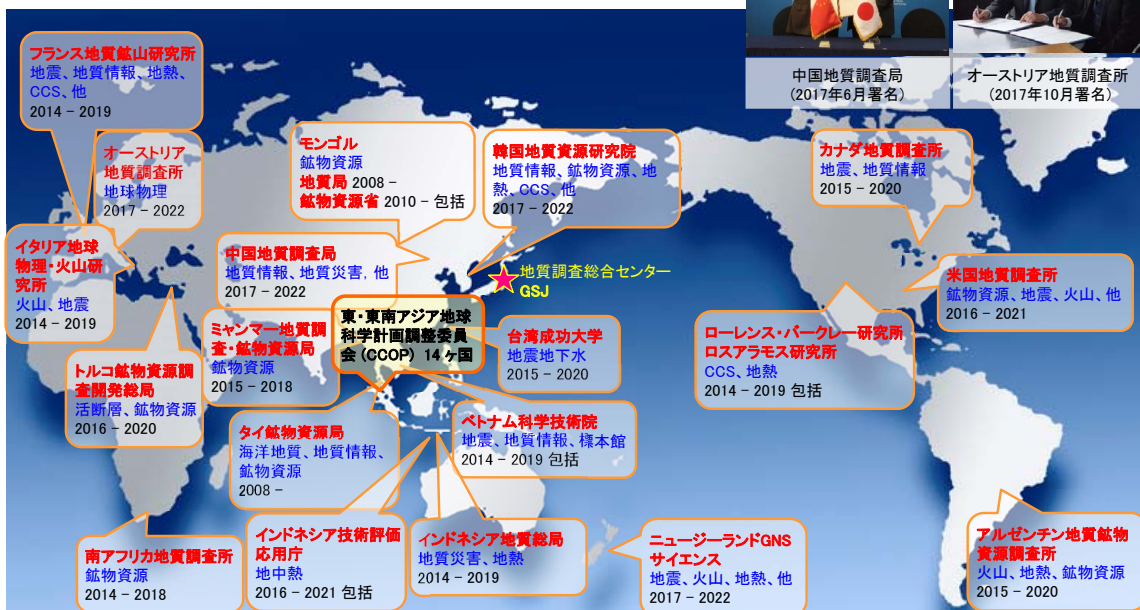 中国地質調査局
(2017年6月署名)
オーストリア地質調査所
(2017年10月署名)
フランス地質鉱山研究所
地震、地質情報、地熱、
CCS、他
2014 – 2019
オーストリア
地質調査所
地球物理
2017 – 2022
モンゴル
鉱物資源
地質局 2008 –
鉱物資源省 2010 – 包括
韓国地質資源研究院
地質情報、鉱物資源、地
熱、CCS、他
2017 – 2022
カナダ地質調査所
地震、地質情報
2015 – 2020
イタリア地球
物理・火山研
究所
火山、地震
2014 – 2019
中国地質調査局
地質情報、地質災害、他
2017 – 2022
地質調査総合センター
GSJ
米国地質調査所
鉱物資源、地震、火山、他
2016 – 2021
ミャンマー地質調
査・鉱物資源局
鉱物資源
2015 – 2018
東・東南アジア地球
科学計画調整委員
会(CCOP) 14ヶ国
台湾成功大学
地震地下水
2015 – 2020
ローレンス・バークレー研究所
ロスアラモス研究所
CCS、地熱
2014 – 2019 包括
トルコ鉱物資源調
査開発総局
活断層、鉱物資源
2016 – 2020
タイ鉱物資源局
海洋地質、地質情報、
鉱物資源
2008 –
ベトナム科学技術院
地震、地質情報、標本館
2014 – 2019 包括
南アフリカ地質調査所
鉱物資源
2014 – 2018
インドネシア技術評価
応用庁
地中熱
2016 – 2021 包括
インドネシア地質総局
地質災害、地熱
2014 – 2019
ニュージーランドGNS
サイエンス
地震、火山、地熱、他
2017 – 2022
アルゼンチン地質鉱物
資源調査所
火山、地熱、鉱物資源
2015 – 2020